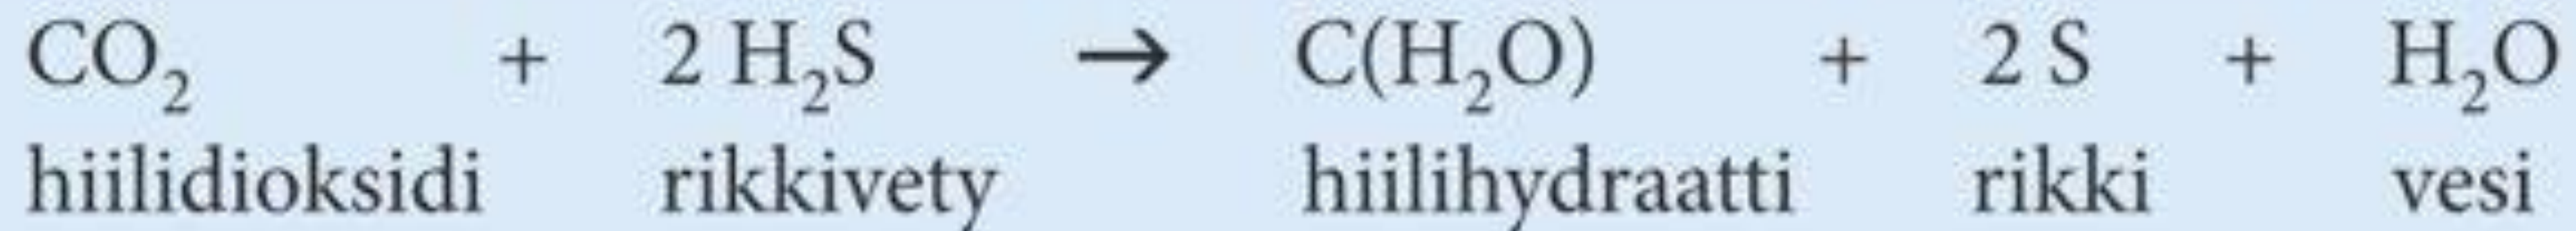 CO₂ + 2 H₂S → C(H₂O) + 2 S + H₂O
hiilidioksidi rikkivety hiilihydraatti rikki vesi